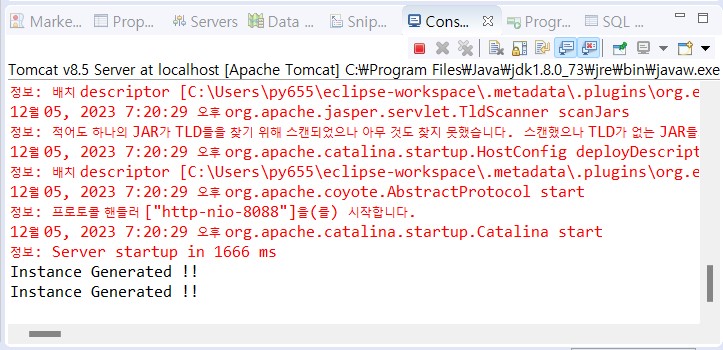 Marke... Prop... Servers Data ... Snip... Cons... Progr... SQL ...
Tomcat v8.5 Server at localhost [Apache Tomcat] C:₩Program Files₩Java₩jdk1.8.0_73₩jre₩bin₩javaw.exe
정보: 배치 descriptor [C:\Users\py655\eclipse-workspace\.metadata\.plugins\org.e
12월 05, 2023 7:20:29 오후 org.apache.jasper.servlet.TldScanner scanJars
정보: 적어도 하나의 JAR가 TLD들을 찾기 위해 스캔되었으나 아무 것도 찾지 못했습니다. 스캔했으나 TLD가 없는 JAR들
12월 05, 2023 7:20:29 오후 org.apache.catalina.startup.HostConfig deployDescript
정보: 배치 descriptor [C:\Users\py655\eclipse-workspace\.metadata\.plugins\org.e
12월 05, 2023 7:20:29 오후 org.apache.coyote.AbstractProtocol start
정보: 프로토콜 핸들러 ["http-nio-8088"]을(를) 시작합니다.
12월 05, 2023 7:20:29 오후 org.apache.catalina.startup.Catalina start
정보: Server startup in 1666 ms
Instance Generated !!
Instance Generated !!